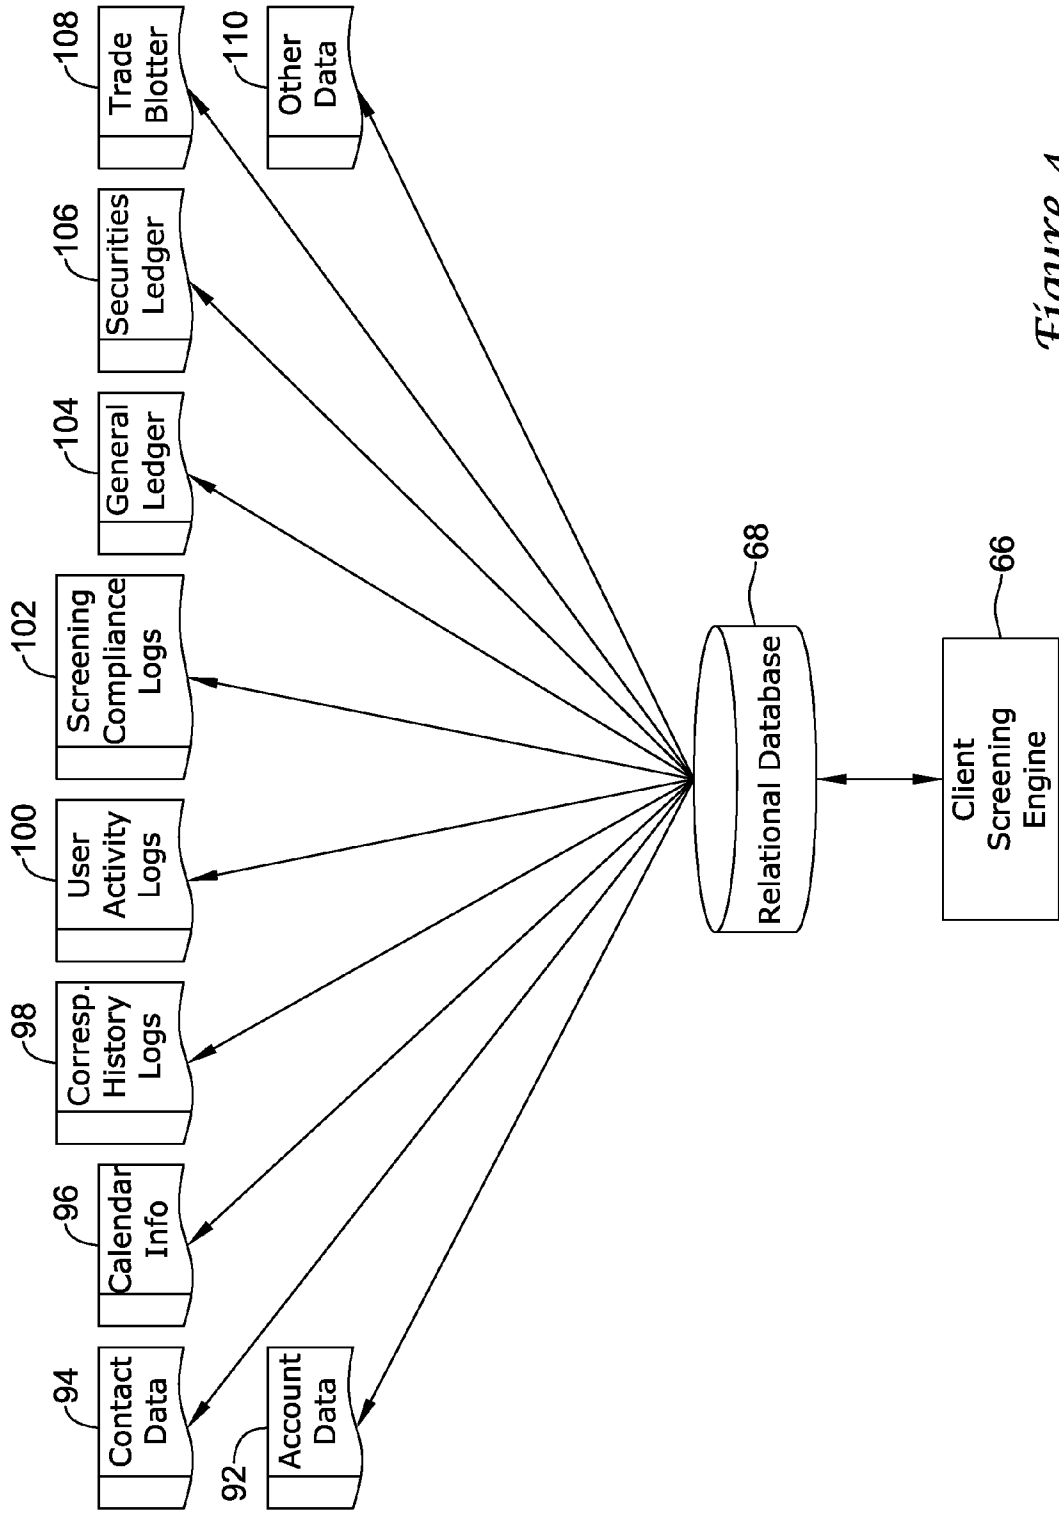 94
Contact
Data
92
Account
Data
96
Calendar
Info
98
Corresp.
History
Logs
100
User
Activity
Logs
102
Screening
Compliance
Logs
104
General
Ledger
106
Securities
Ledger
108
Trade
Blotter
110
Other
Data
68
Relational Database
66
Client
Screening
Engine
Figure 4